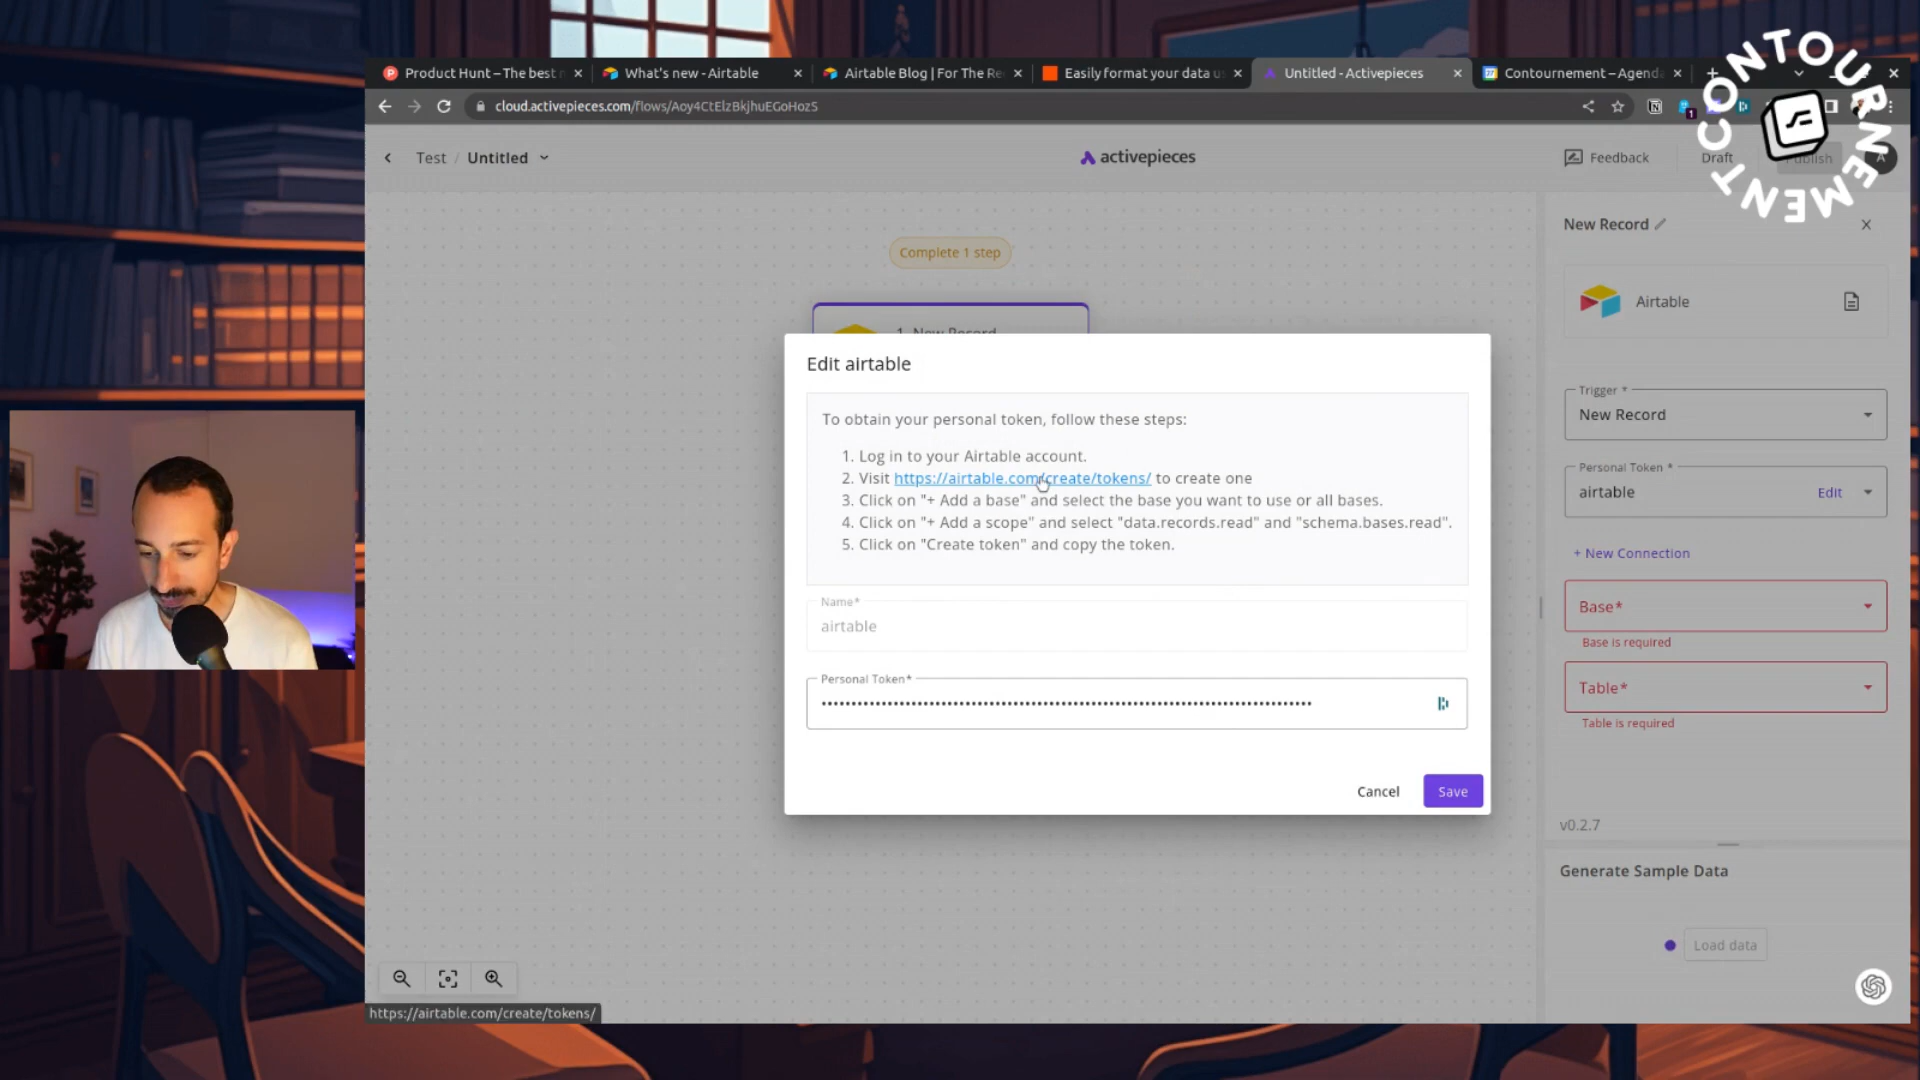 Product Hunt – The best n
What's new - Airtable
Airtable Blog | For The Re
Easily format your data u
Untitled - Activepieces
Contournement – Agenda
cloud.activepieces.com/flows/Aoy4CtElzBkjhuEGoHozS
1
CONTOURNEMENT
Test / Untitled
activepieces
Feedback
Draft
Publish
A
Complete 1 step
1. New Record
New Record
Airtable
Trigger *
New Record
Personal Token *
airtable
Edit
+ New Connection
Base*
Base is required
Table*
Table is required
v0.2.7
Generate Sample Data
Load data
Edit airtable
To obtain your personal token, follow these steps:
1. Log in to your Airtable account.
2. Visit https://airtable.com/create/tokens/ to create one
3. Click on "+ Add a base" and select the base you want to use or all bases.
4. Click on "+ Add a scope" and select "data.records.read" and "schema.bases.read".
5. Click on "Create token" and copy the token.
Name*
airtable
Personal Token*
Cancel
Save
https://airtable.com/create/tokens/